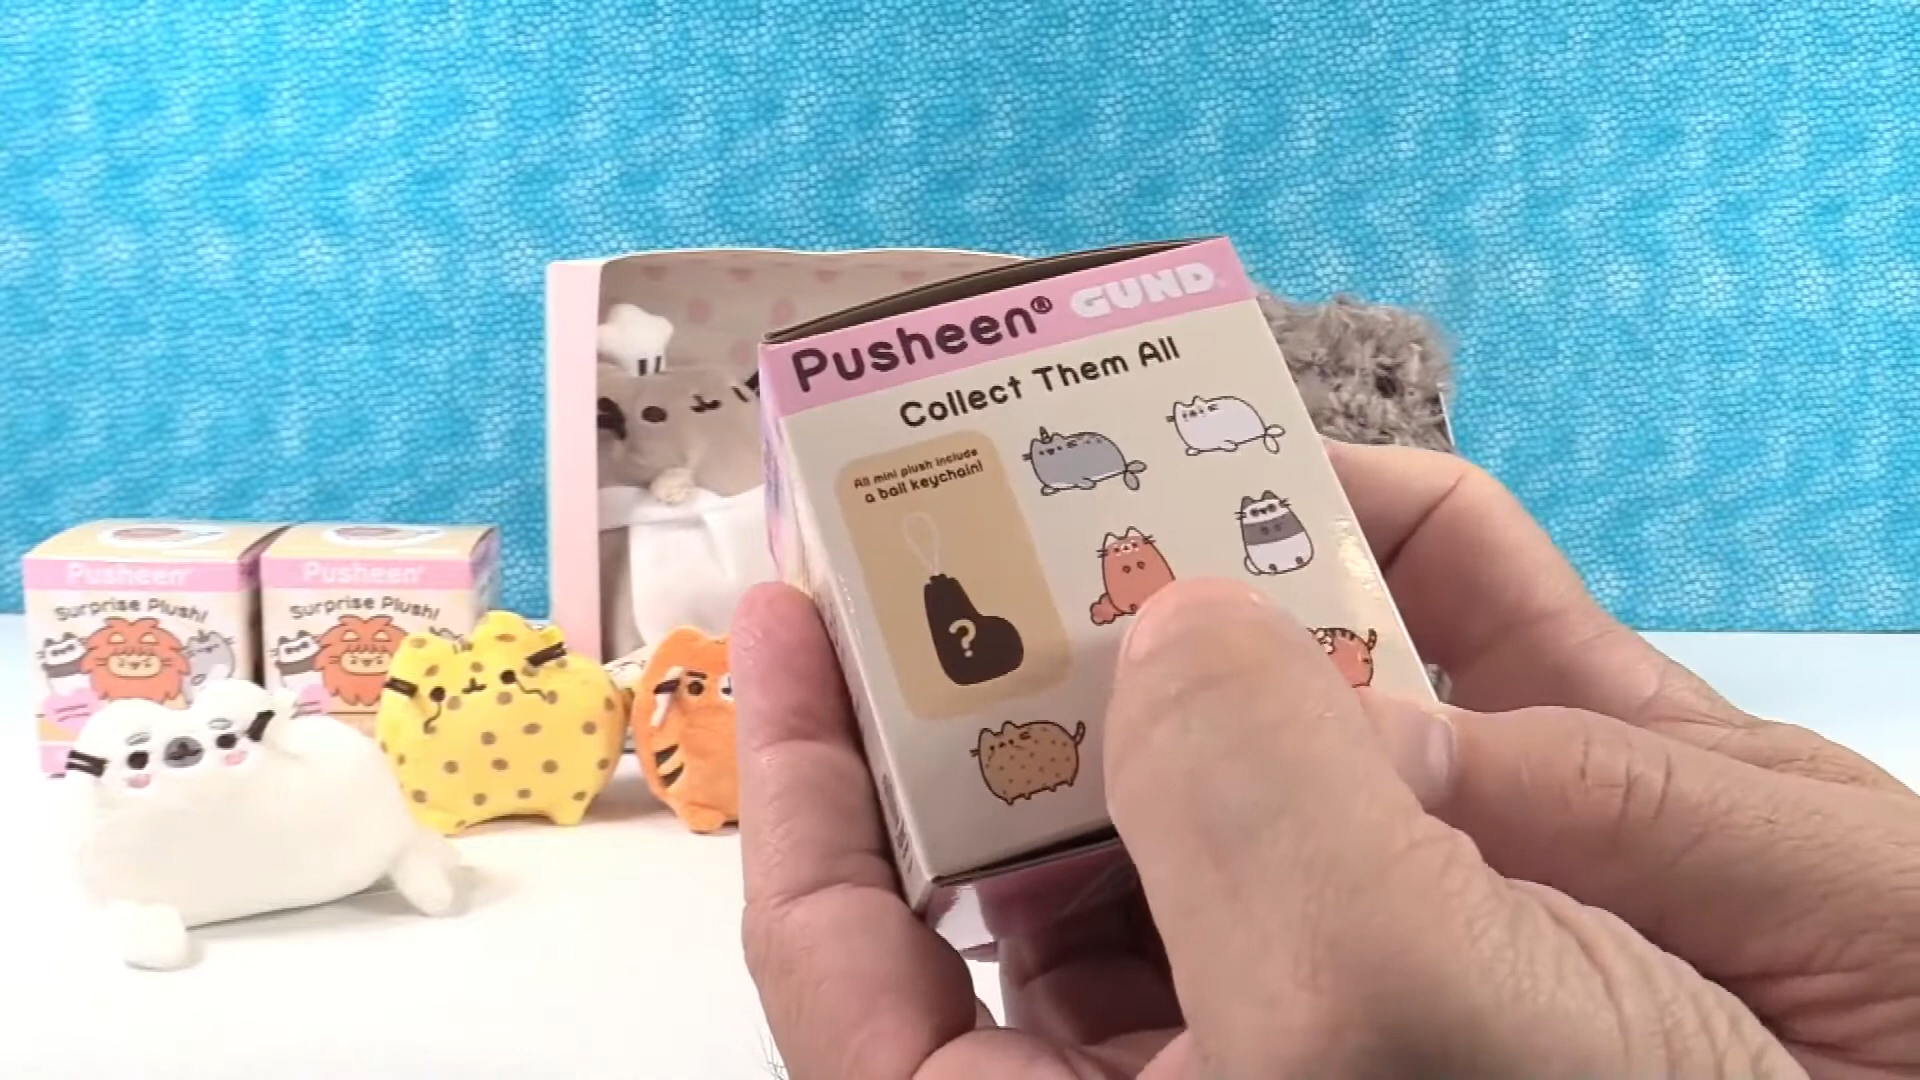 Pusheen® GUND
Collect Them All
All mini plush include
a ball keychain!
?
Pusheen®
Surprise Plush!
Pusheen®
Surprise Plush!